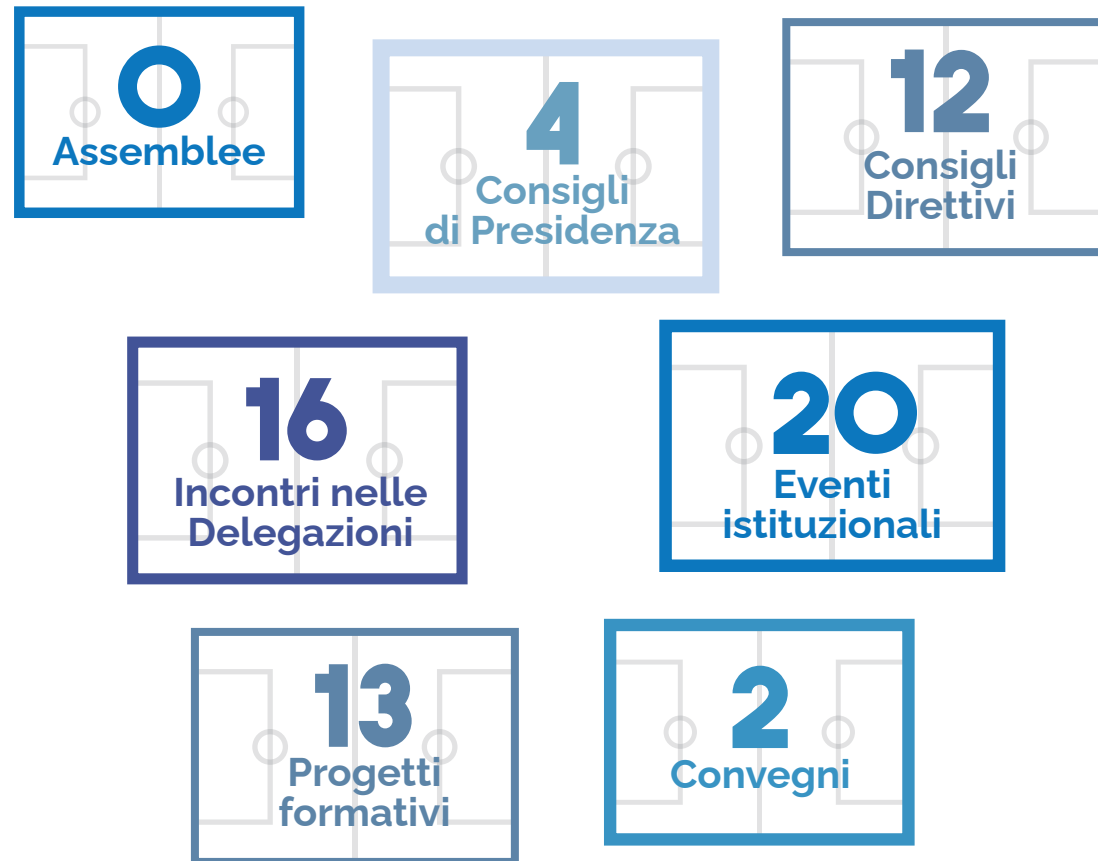 0
Assemblee
4
Consigli
di Presidenza
12
Consigli
Direttivi
16
Incontri nelle
Delegazioni
20
Eventi
istituzionali
13
Progetti
formativi
2
Convegni